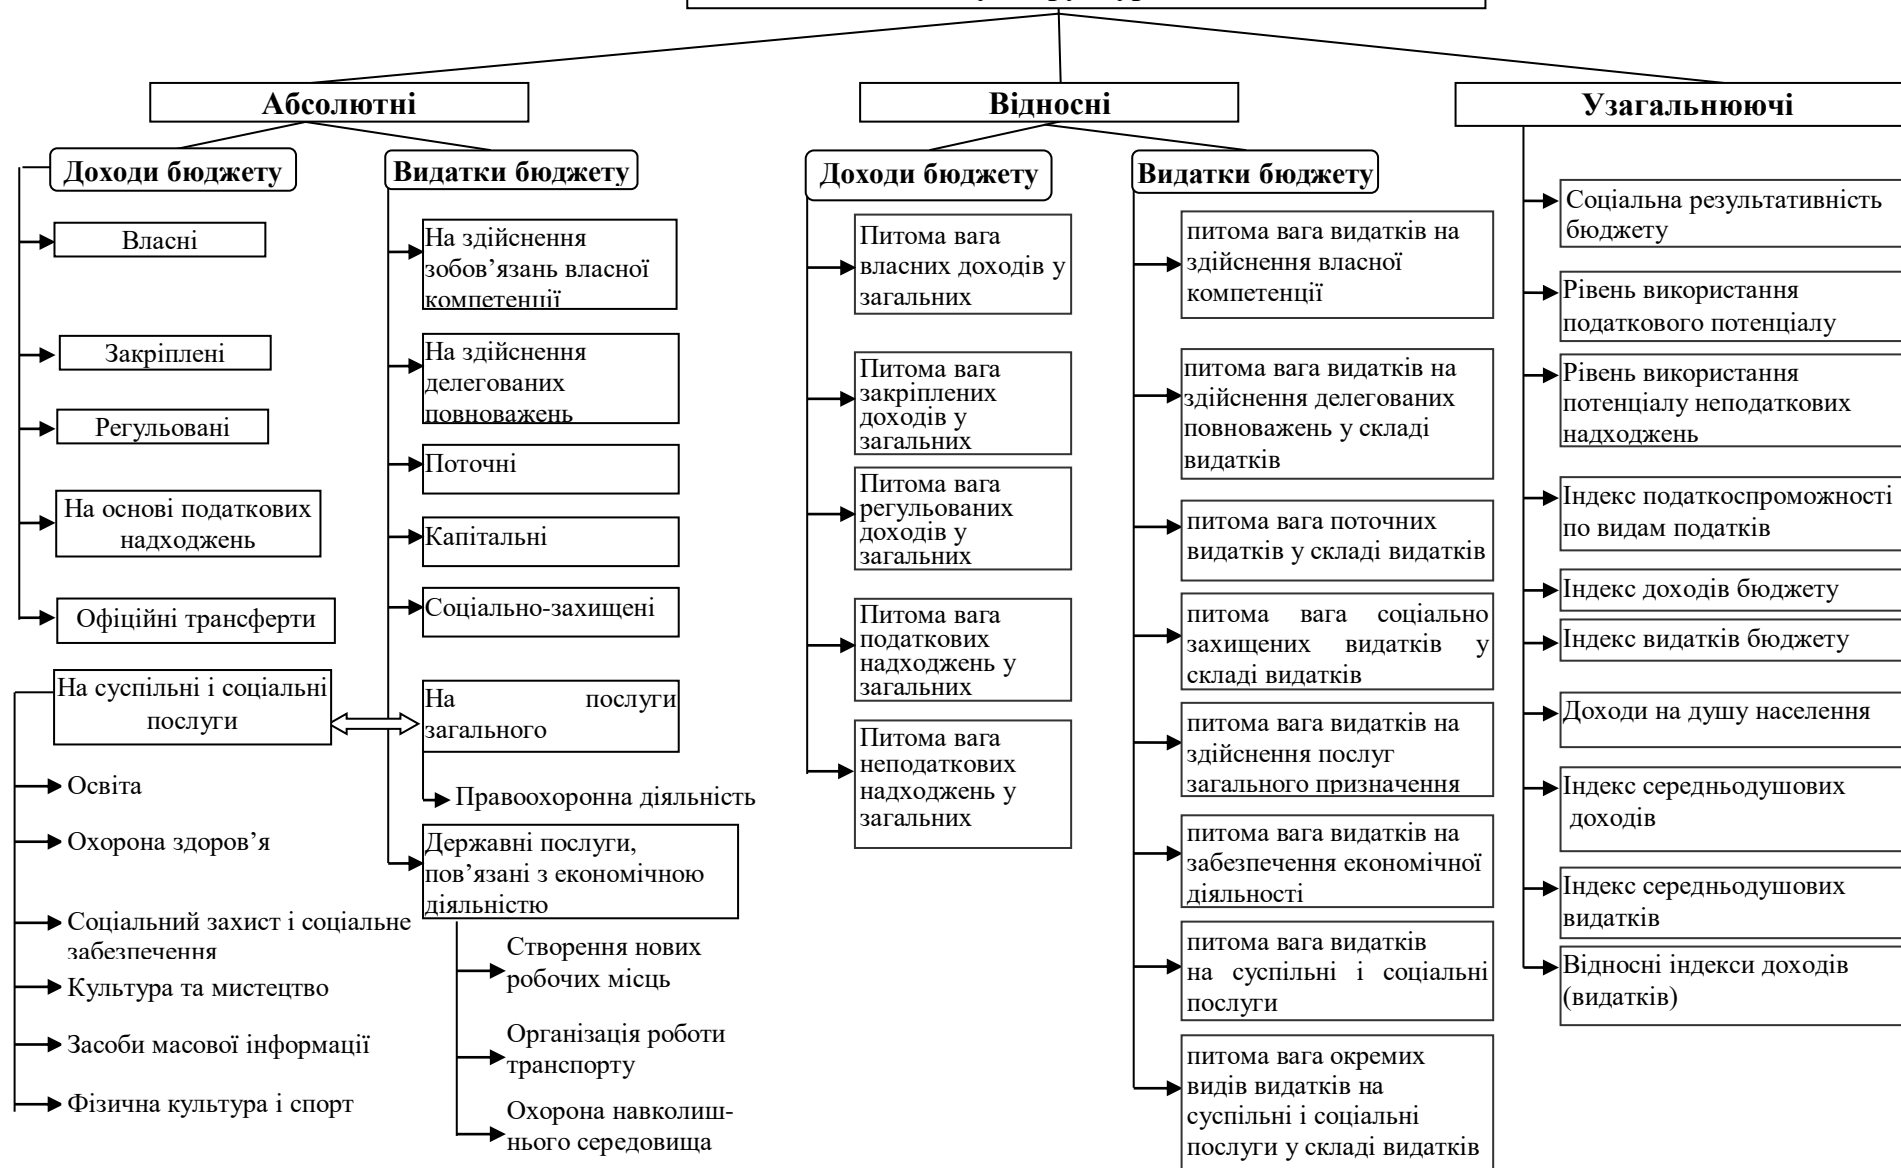 Абсолютні
Відносні
Узагальнюючі
Доходи бюджету
Видатки бюджету
Доходи бюджету
Видатки бюджету
Власні
Закріплені
Регульовані
На основі податкових
надходжень
Офіційні трансферти
На суспільні і соціальні
послуги
Освіта
Охорона здоров’я
Соціальний захист і соціальне
забезпечення
Культура та мистецтво
Засоби масової інформації
Фізична культура і спорт
На здійснення
зобов’язань власної
компетенції
На здійснення
делегованих
повноважень
Поточні
Капітальні
Соціально-захищені
На послуги
загального
Правоохоронна діяльність
Державні послуги,
пов’язані з економічною
діяльністю
Створення нових
робочих місць
Організація роботи
транспорту
Охорона навколиш-
нього середовища
Питома вага
власних доходів у
загальних
Питома вага
закріплених
доходів у
загальних
Питома вага
регульованих
доходів у
загальних
Питома вага
податкових
надходжень у
загальних
Питома вага
неподаткових
надходжень у
загальних
питома вага видатків на
здійснення власної
компетенції
питома вага видатків на
здійснення делегованих
повноважень у складі
видатків
питома вага поточних
видатків у складі видатків
питома вага соціально
захищених видатків у
складі видатків
питома вага видатків на
здійснення послуг
загального призначення
питома вага видатків на
забезпечення економічної
діяльності
питома вага видатків
на суспільні і соціальні
послуги
питома вага окремих
видів видатків на
суспільні і соціальні
послуги у складі видатків
Соціальна результативність
бюджету
Рівень використання
податкового потенціалу
Рівень використання
потенціалу неподаткових
надходжень
Індекс податкоспроможності
по видам податків
Індекс доходів бюджету
Індекс видатків бюджету
Доходи на душу населення
Індекс середньодушових
доходів
Індекс середньодушових
видатків
Відносні індекси доходів
(видатків)